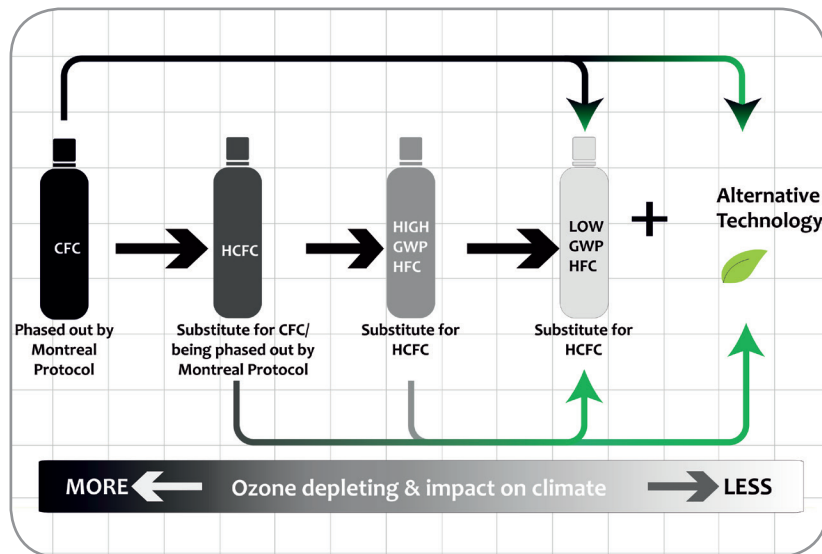 CFC
HCFC
HIGH
GWP
HFC
LOW
GWP
HFC
+
Alternative
Technology
Phased out by
Montreal
Protocol
Substitute for CFC/
being phased out by
Montreal Protocol
Substitute for
HCFC
Substitute for
HCFC
MORE
Ozone depleting & impact on climate
LESS